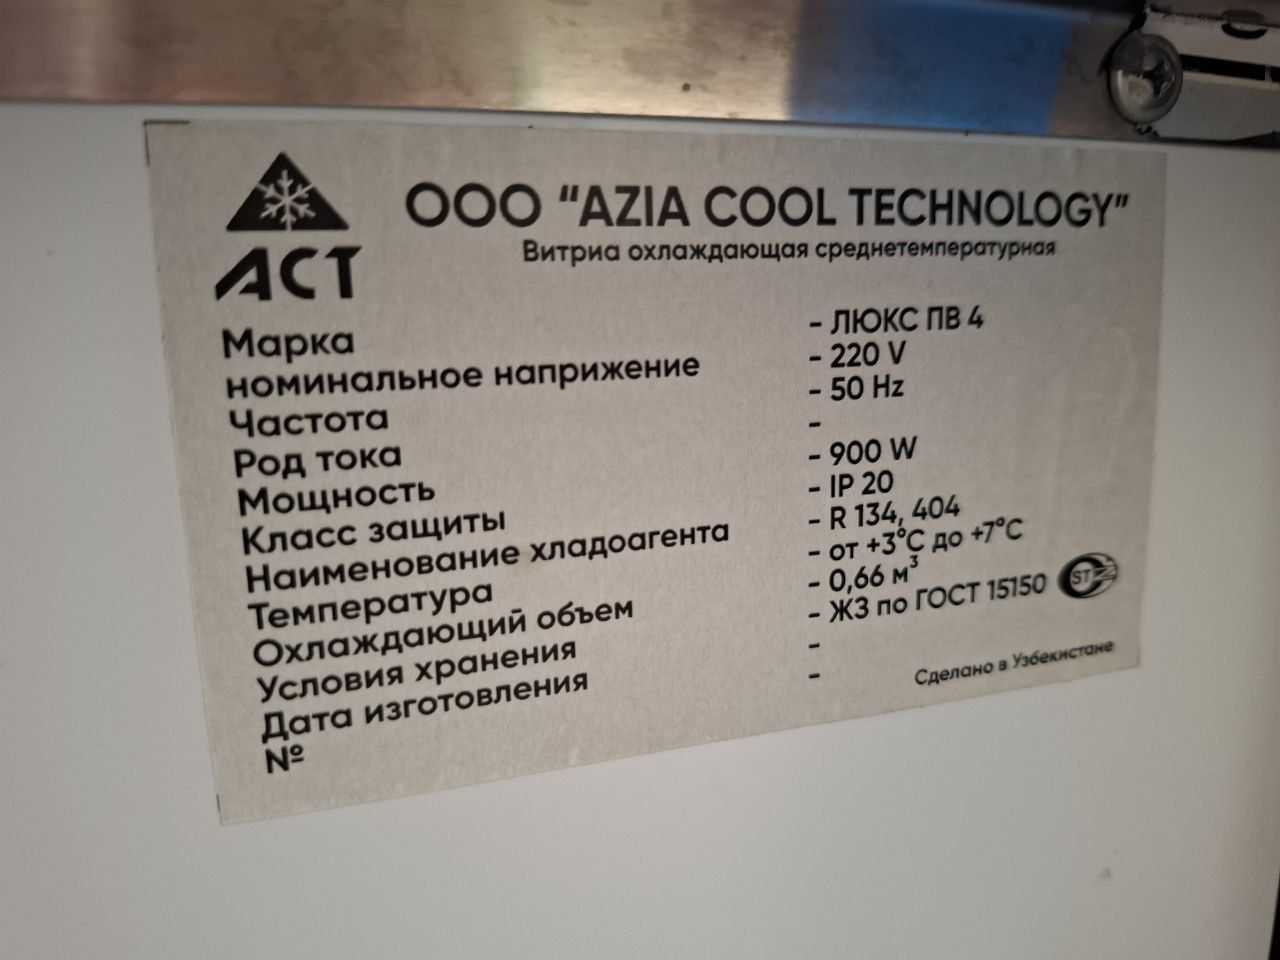 ACT
ООО "AZIA COOL TECHNOLOGY"
Витриа охлаждающая среднетемпературная
Марка - ЛЮКС ПВ 4
номинальное наприжение - 220 V
Частота - 50 Hz
Род тока -
Мощность - 900 W
Класс защиты - IP 20
Наименование хладоагента - R 134, 404
Температура - от +3°C до +7°C
Охлаждающий объем - 0,66 м³
Условия хранения - Ж3 по ГОСТ 15150
Дата изготовления -
№ -
Сделано в Узбекистане